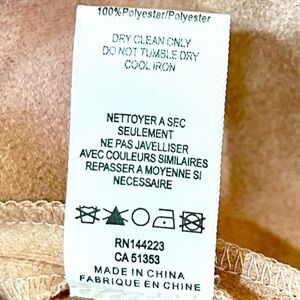 100%Polyester/Polyester
DRY CLEAN ONLY
DO NOT TUMBLE DRY
COOL IRON
NETTOYER A SEC
SEULEMENT
NE PAS JAVELLISER
AVEC COULEURS SIMILAIRES
REPASSER A MOYENNE SI
NECESSAIRE
RN144223
CA 51353
MADE IN CHINA
FABRIQUE EN CHINE